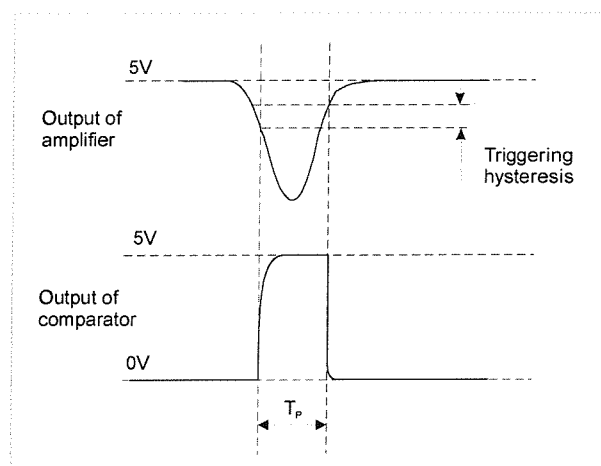 5V
Output of
amplifier
Triggering
hysteresis
5V
Output of
comparator
0V
TP